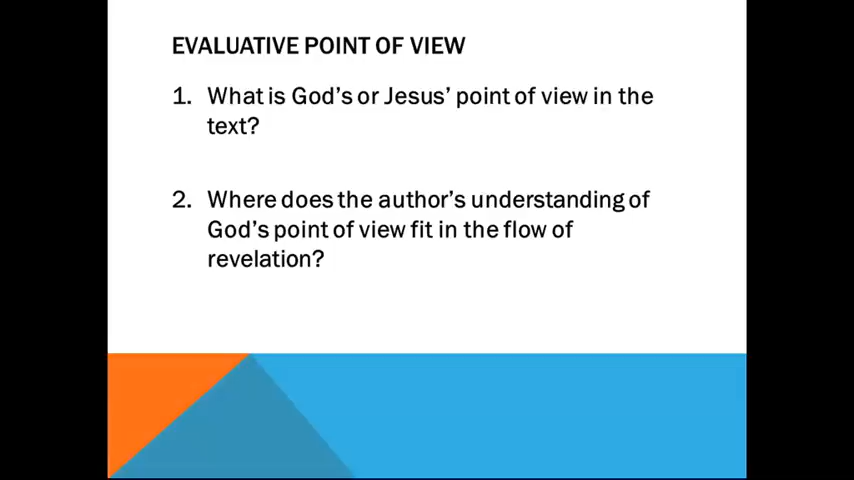 EVALUATIVE POINT OF VIEW
1. What is God's or Jesus' point of view in the
text?
2. Where does the author's understanding of
God's point of view fit in the flow of
revelation?